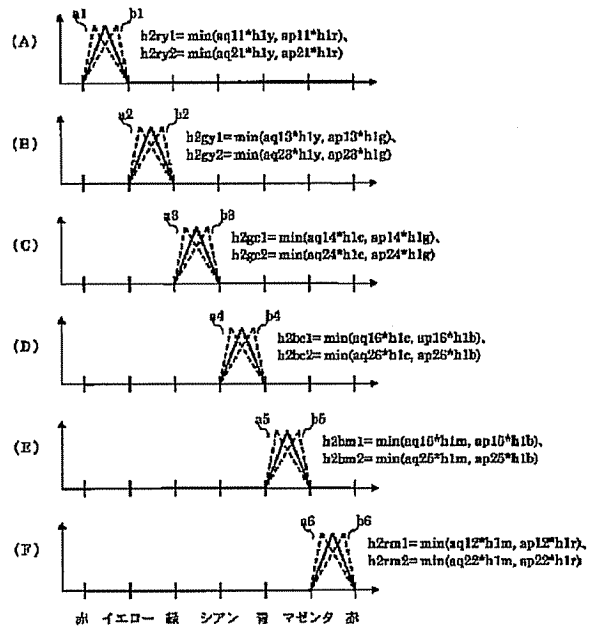 (A)
a1 b1
h2ry1=min(aq11*h1y, ap11*h1r)、
h2ry2=min(aq21*h1y, ap21*h1r)
(B)
a2 b2
h2gy1=min(aq13*h1y, ap13*h1g)、
h2gy2=min(aq23*h1y, ap23*h1g)
(C)
a3 b3
h2gc1=min(aq14*h1c, ap14*h1g)、
h2gc2=min(aq24*h1c, ap24*h1g)
(D)
a4 b4
h2bc1=min(aq16*h1c, ap16*h1b)、
h2bc2=min(aq26*h1c, ap26*h1b)
(E)
a5 b5
h2bm1=min(aq15*h1m, ap15*h1b)、
h2bm2=min(aq25*h1m, ap25*h1b)
(F)
a6 b6
h2rm1=min(aq12*h1m, ap12*h1r)、
h2rm2=min(aq22*h1m, ap22*h1r)
赤 イエロー 緑 シアン 青 マゼンタ 赤